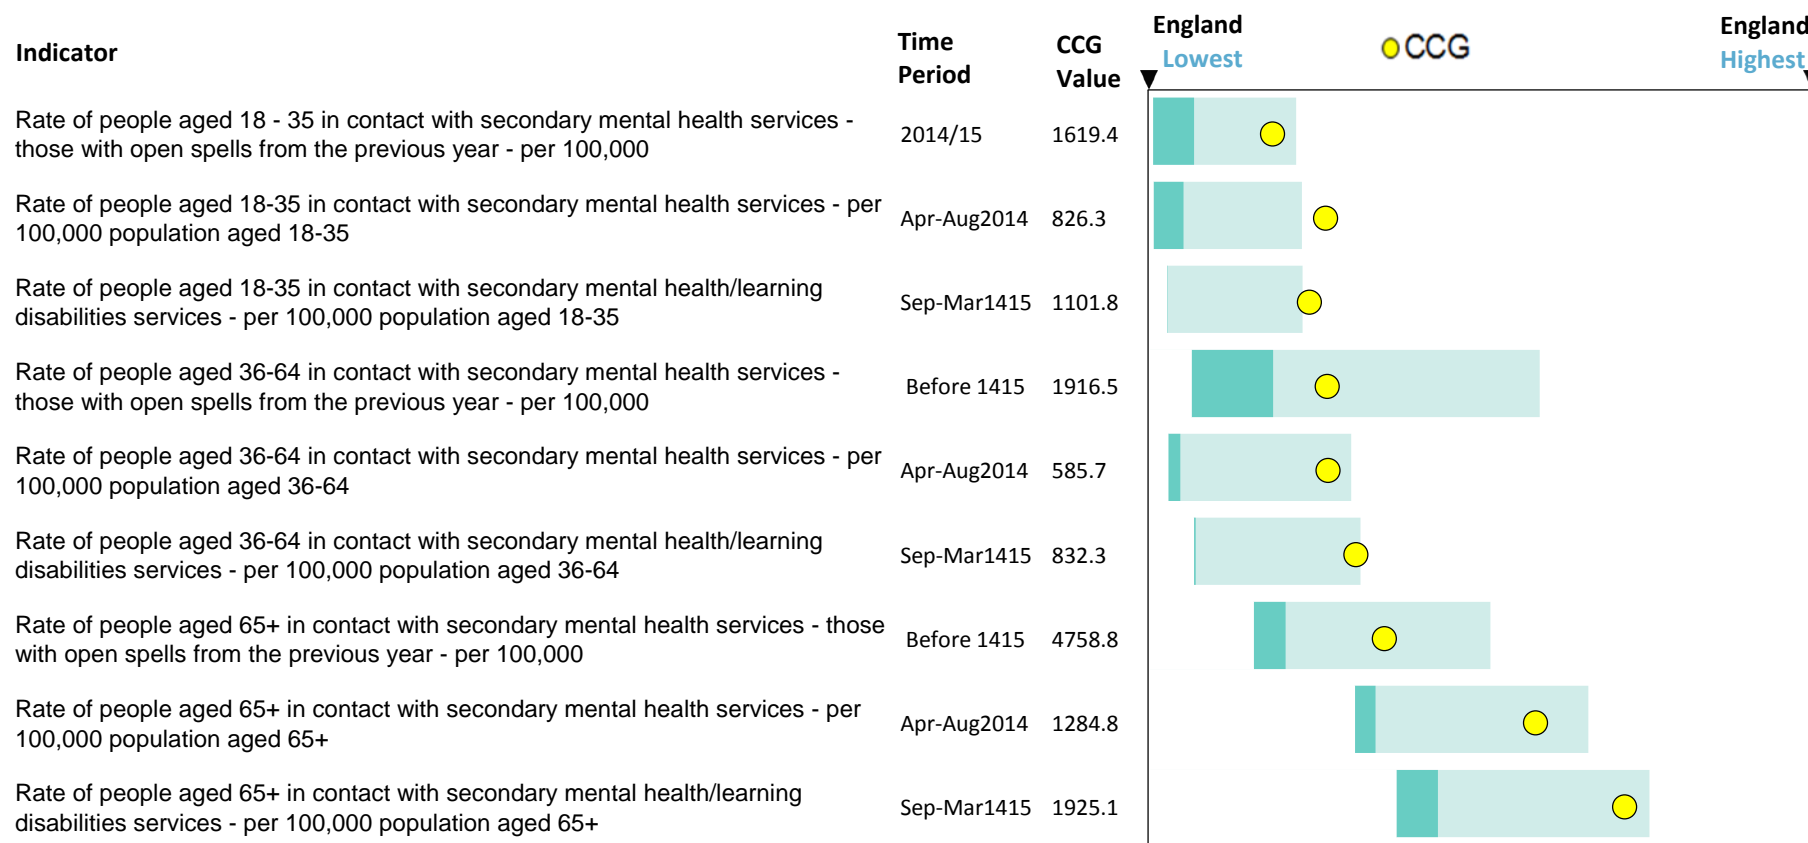 Indicator
Time
Period
CCG
Value
England
Lowest
CCG
England
Highest
Rate of people aged 18 - 35 in contact with secondary mental health services -
those with open spells from the previous year - per 100,000
2014/15
1619.4
Rate of people aged 18-35 in contact with secondary mental health services - per
100,000 population aged 18-35
Apr-Aug2014
826.3
Rate of people aged 18-35 in contact with secondary mental health/learning
disabilities services - per 100,000 population aged 18-35
Sep-Mar1415
1101.8
Rate of people aged 36-64 in contact with secondary mental health services -
those with open spells from the previous year - per 100,000
Before 1415
1916.5
Rate of people aged 36-64 in contact with secondary mental health services - per
100,000 population aged 36-64
Apr-Aug2014
585.7
Rate of people aged 36-64 in contact with secondary mental health/learning
disabilities services - per 100,000 population aged 36-64
Sep-Mar1415
832.3
Rate of people aged 65+ in contact with secondary mental health services - those
with open spells from the previous year - per 100,000
Before 1415
4758.8
Rate of people aged 65+ in contact with secondary mental health services - per
100,000 population aged 65+
Apr-Aug2014
1284.8
Rate of people aged 65+ in contact with secondary mental health/learning
disabilities services - per 100,000 population aged 65+
Sep-Mar1415
1925.1